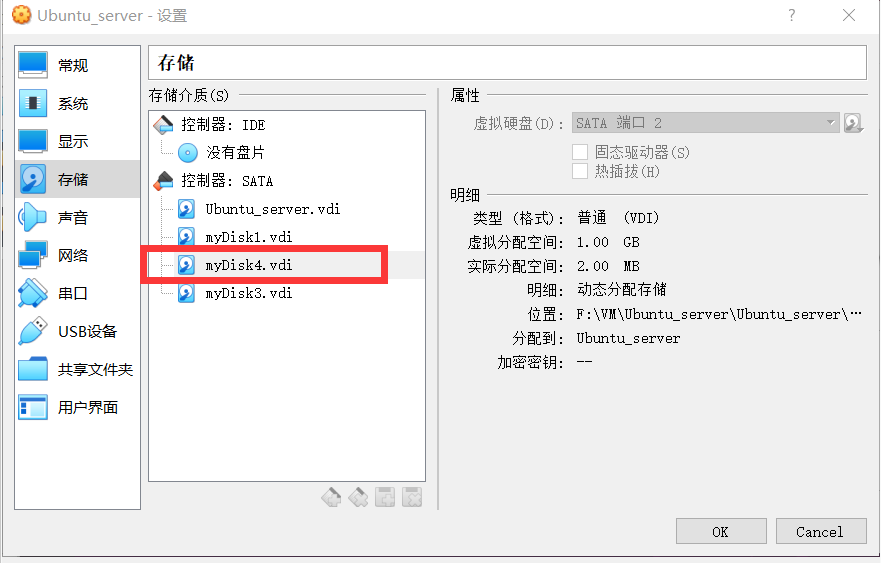 Ubuntu_server - 设置
常规
系统
显示
存储
声音
网络
串口
USB设备
共享文件夹
用户界面
存储
存储介质(S)
控制器: IDE
没有盘片
控制器: SATA
Ubuntu_server.vdi
myDisk1.vdi
myDisk4.vdi
myDisk3.vdi
属性
虚拟硬盘(D): SATA 端口 2
固态驱动器(S)
热插拔(H)
明细
类型 (格式): 普通 (VDI)
虚拟分配空间: 1.00 GB
实际分配空间: 2.00 MB
明细: 动态分配存储
位置: F:\VM\Ubuntu_server\Ubuntu_server\…
分配到: Ubuntu_server
加密密钥: --
OK
Cancel